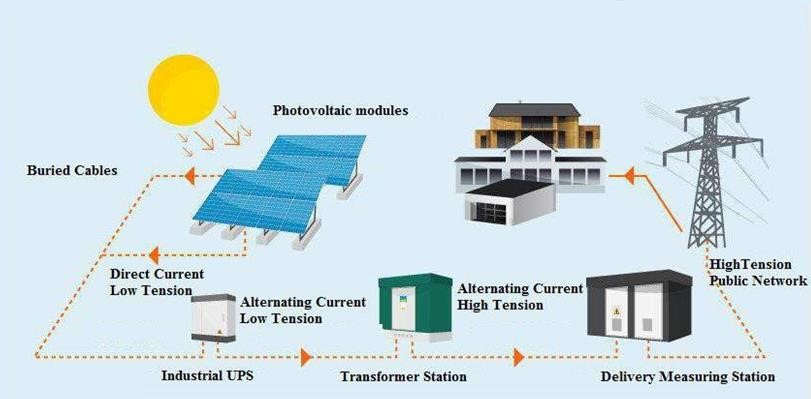 Photovoltaic modules
Buried Cables
Direct Current
Low Tension
Alternating Current
Low Tension
Alternating Current
High Tension
HighTension
Public Network
Industrial UPS
Transformer Station
Delivery Measuring Station